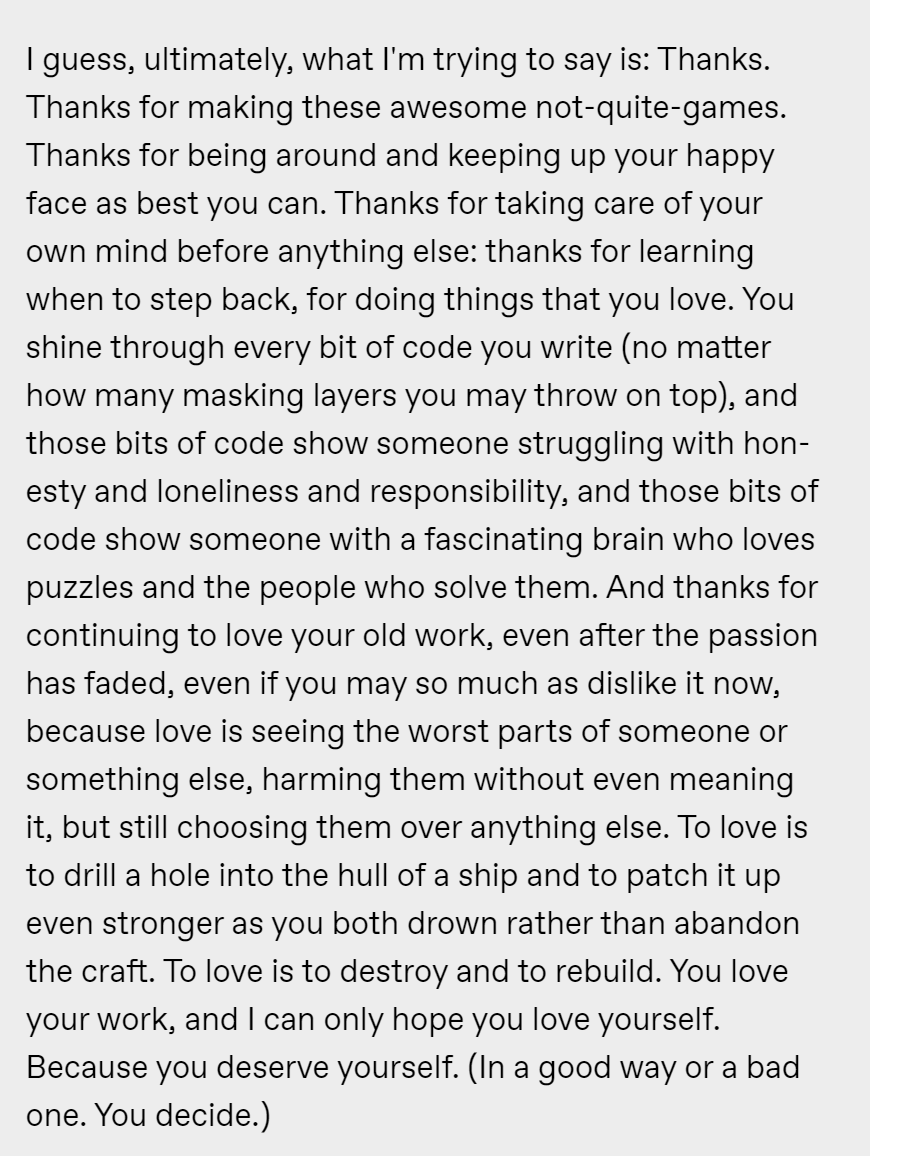 I guess, ultimately, what I'm trying to say is: Thanks.
Thanks for making these awesome not-quite-games.
Thanks for being around and keeping up your happy
face as best you can. Thanks for taking care of your
own mind before anything else: thanks for learning
when to step back, for doing things that you love. You
shine through every bit of code you write (no matter
how many masking layers you may throw on top), and
those bits of code show someone struggling with hon-
esty and loneliness and responsibility, and those bits of
code show someone with a fascinating brain who loves
puzzles and the people who solve them. And thanks for
continuing to love your old work, even after the passion
has faded, even if you may so much as dislike it now,
because love is seeing the worst parts of someone or
something else, harming them without even meaning
it, but still choosing them over anything else. To love is
to drill a hole into the hull of a ship and to patch it up
even stronger as you both drown rather than abandon
the craft. To love is to destroy and to rebuild. You love
your work, and I can only hope you love yourself.
Because you deserve yourself. (In a good way or a bad
one. You decide.)